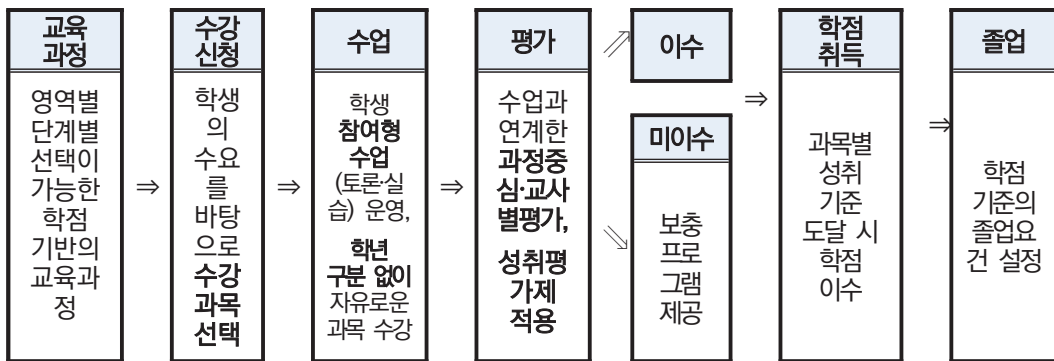 교육
과정
영역별
단계별
선택이
가능한
학점
기반의
교육과
정
⇒
수강
신청
학생
의
수요
를
바탕
으로
수강
과목
선택
⇒
수업
학생
참여형
수업
(토론·실
습) 운영,
학년
구분 없이
자유로운
과목 수강
⇒
평가
수업과
연계한
과정중
심·교사
별평가,
성취평
가제
적용
⇗
이수
⇘
미이수
보충
프로
그램
제공
⇒
학점
취득
과목별
성취
기준
도달 시
학점
이수
⇒
졸업
학점
기준의
졸업요
건 설정